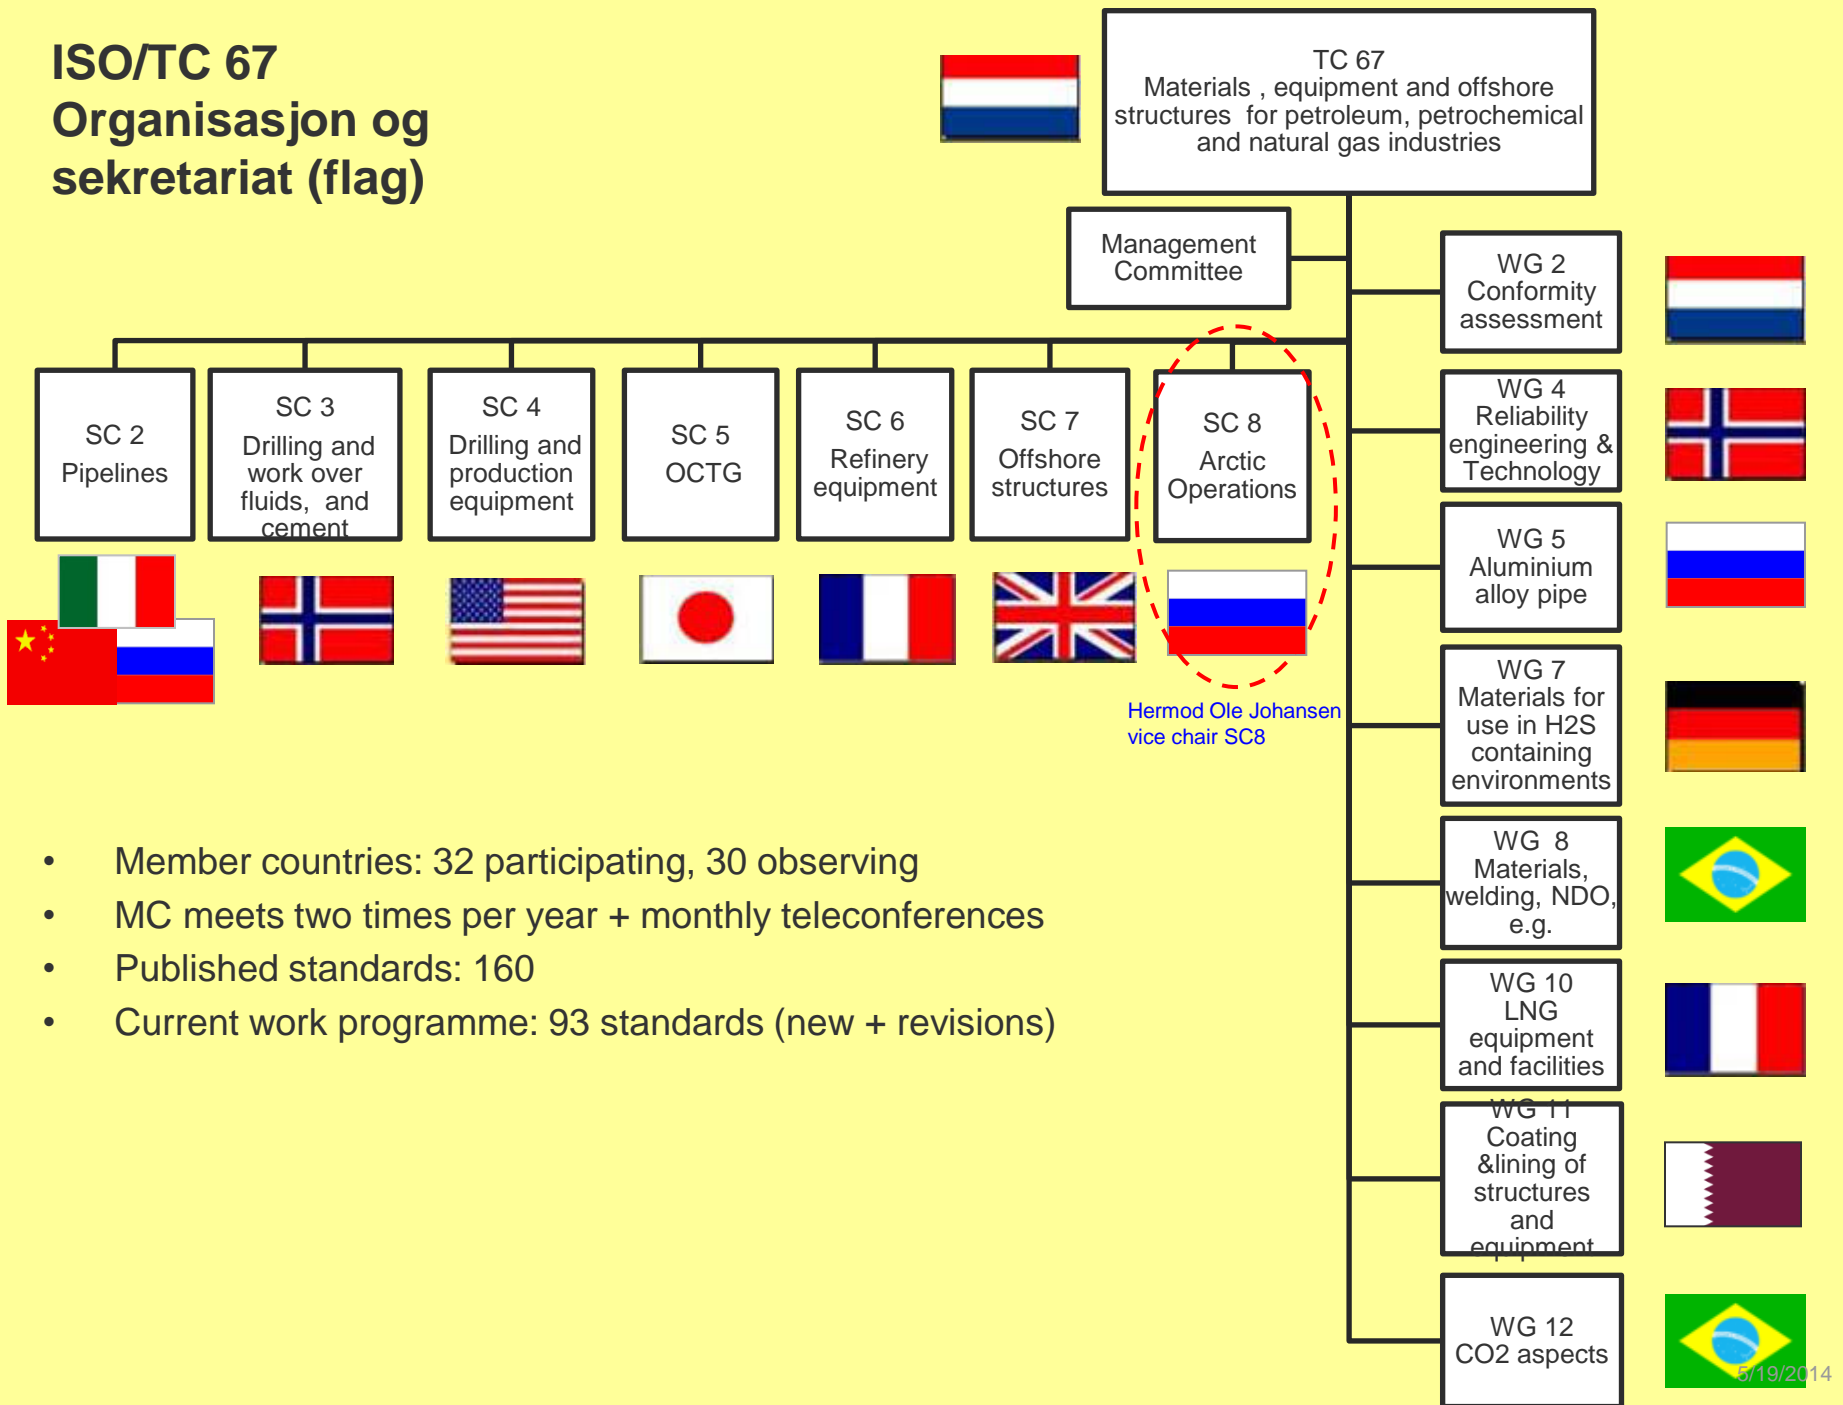 ISO/TC 67
Organisasjon og
sekretariat (flag)
TC 67
Materials , equipment and offshore
structures  for petroleum, petrochemical
and natural gas industries
Management
Committee
SC 2
Pipelines
SC 3
Drilling and
work over
fluids,  and
cement
SC 4
Drilling and
production
equipment
SC 5
OCTG
SC 6
Refinery
equipment
SC 7
Offshore
structures
SC 8
Arctic
Operations
Hermod Ole Johansen
vice chair SC8
WG 2
Conformity
assessment
WG 4
Reliability
engineering &
Technology
WG 5
Aluminium
alloy pipe
WG 7
Materials for
use in H2S
containing
environments
WG  8
Materials,
welding, NDO,
e.g.
WG 10
LNG
equipment
and facilities
WG 11
Coating
&lining of
structures
and
equipment
WG 12
CO2 aspects
• Member countries: 32 participating, 30 observing
• MC meets two times per year + monthly teleconferences
• Published standards: 160
• Current work programme: 93 standards (new + revisions)
5/19/2014